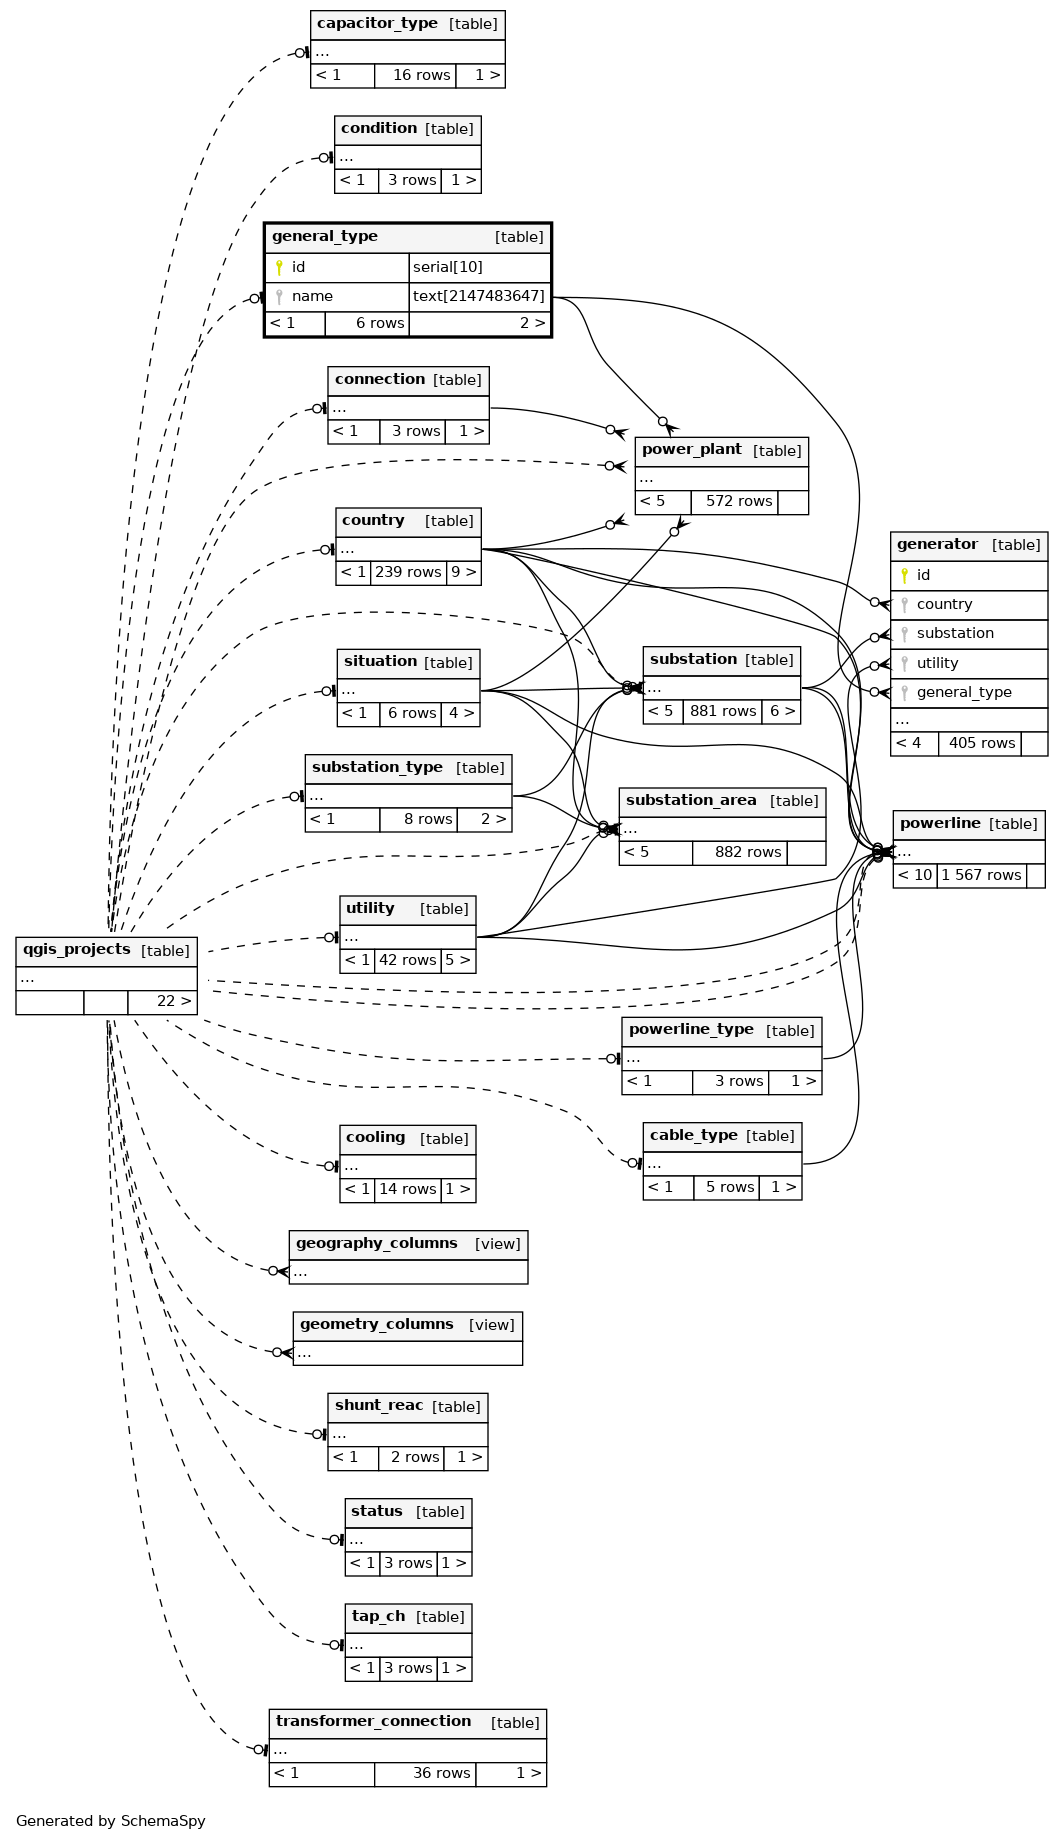 capacitor_type [table]
...
< 1 16 rows 1 >
condition [table]
...
< 1 3 rows 1 >
general_type [table]
id serial[10]
name text[2147483647]
< 1 6 rows 2 >
connection [table]
...
< 1 3 rows 1 >
power_plant [table]
...
< 5 572 rows
country [table]
...
< 1 239 rows 9 >
generator [table]
id
country
substation
utility
general_type
...
< 4 405 rows
situation [table]
...
< 1 6 rows 4 >
substation [table]
...
< 5 881 rows 6 >
substation_type [table]
...
< 1 8 rows 2 >
substation_area [table]
...
< 5 882 rows
powerline [table]
...
< 10 1 567 rows
utility [table]
...
< 1 42 rows 5 >
qgis_projects [table]
...
22 >
powerline_type [table]
...
< 1 3 rows 1 >
cooling [table]
...
< 1 14 rows 1 >
cable_type [table]
...
< 1 5 rows 1 >
geography_columns [view]
...
geometry_columns [view]
...
shunt_reac [table]
...
< 1 2 rows 1 >
status [table]
...
< 1 3 rows 1 >
tap_ch [table]
...
< 1 3 rows 1 >
transformer_connection [table]
...
< 1 36 rows 1 >
Generated by SchemaSpy